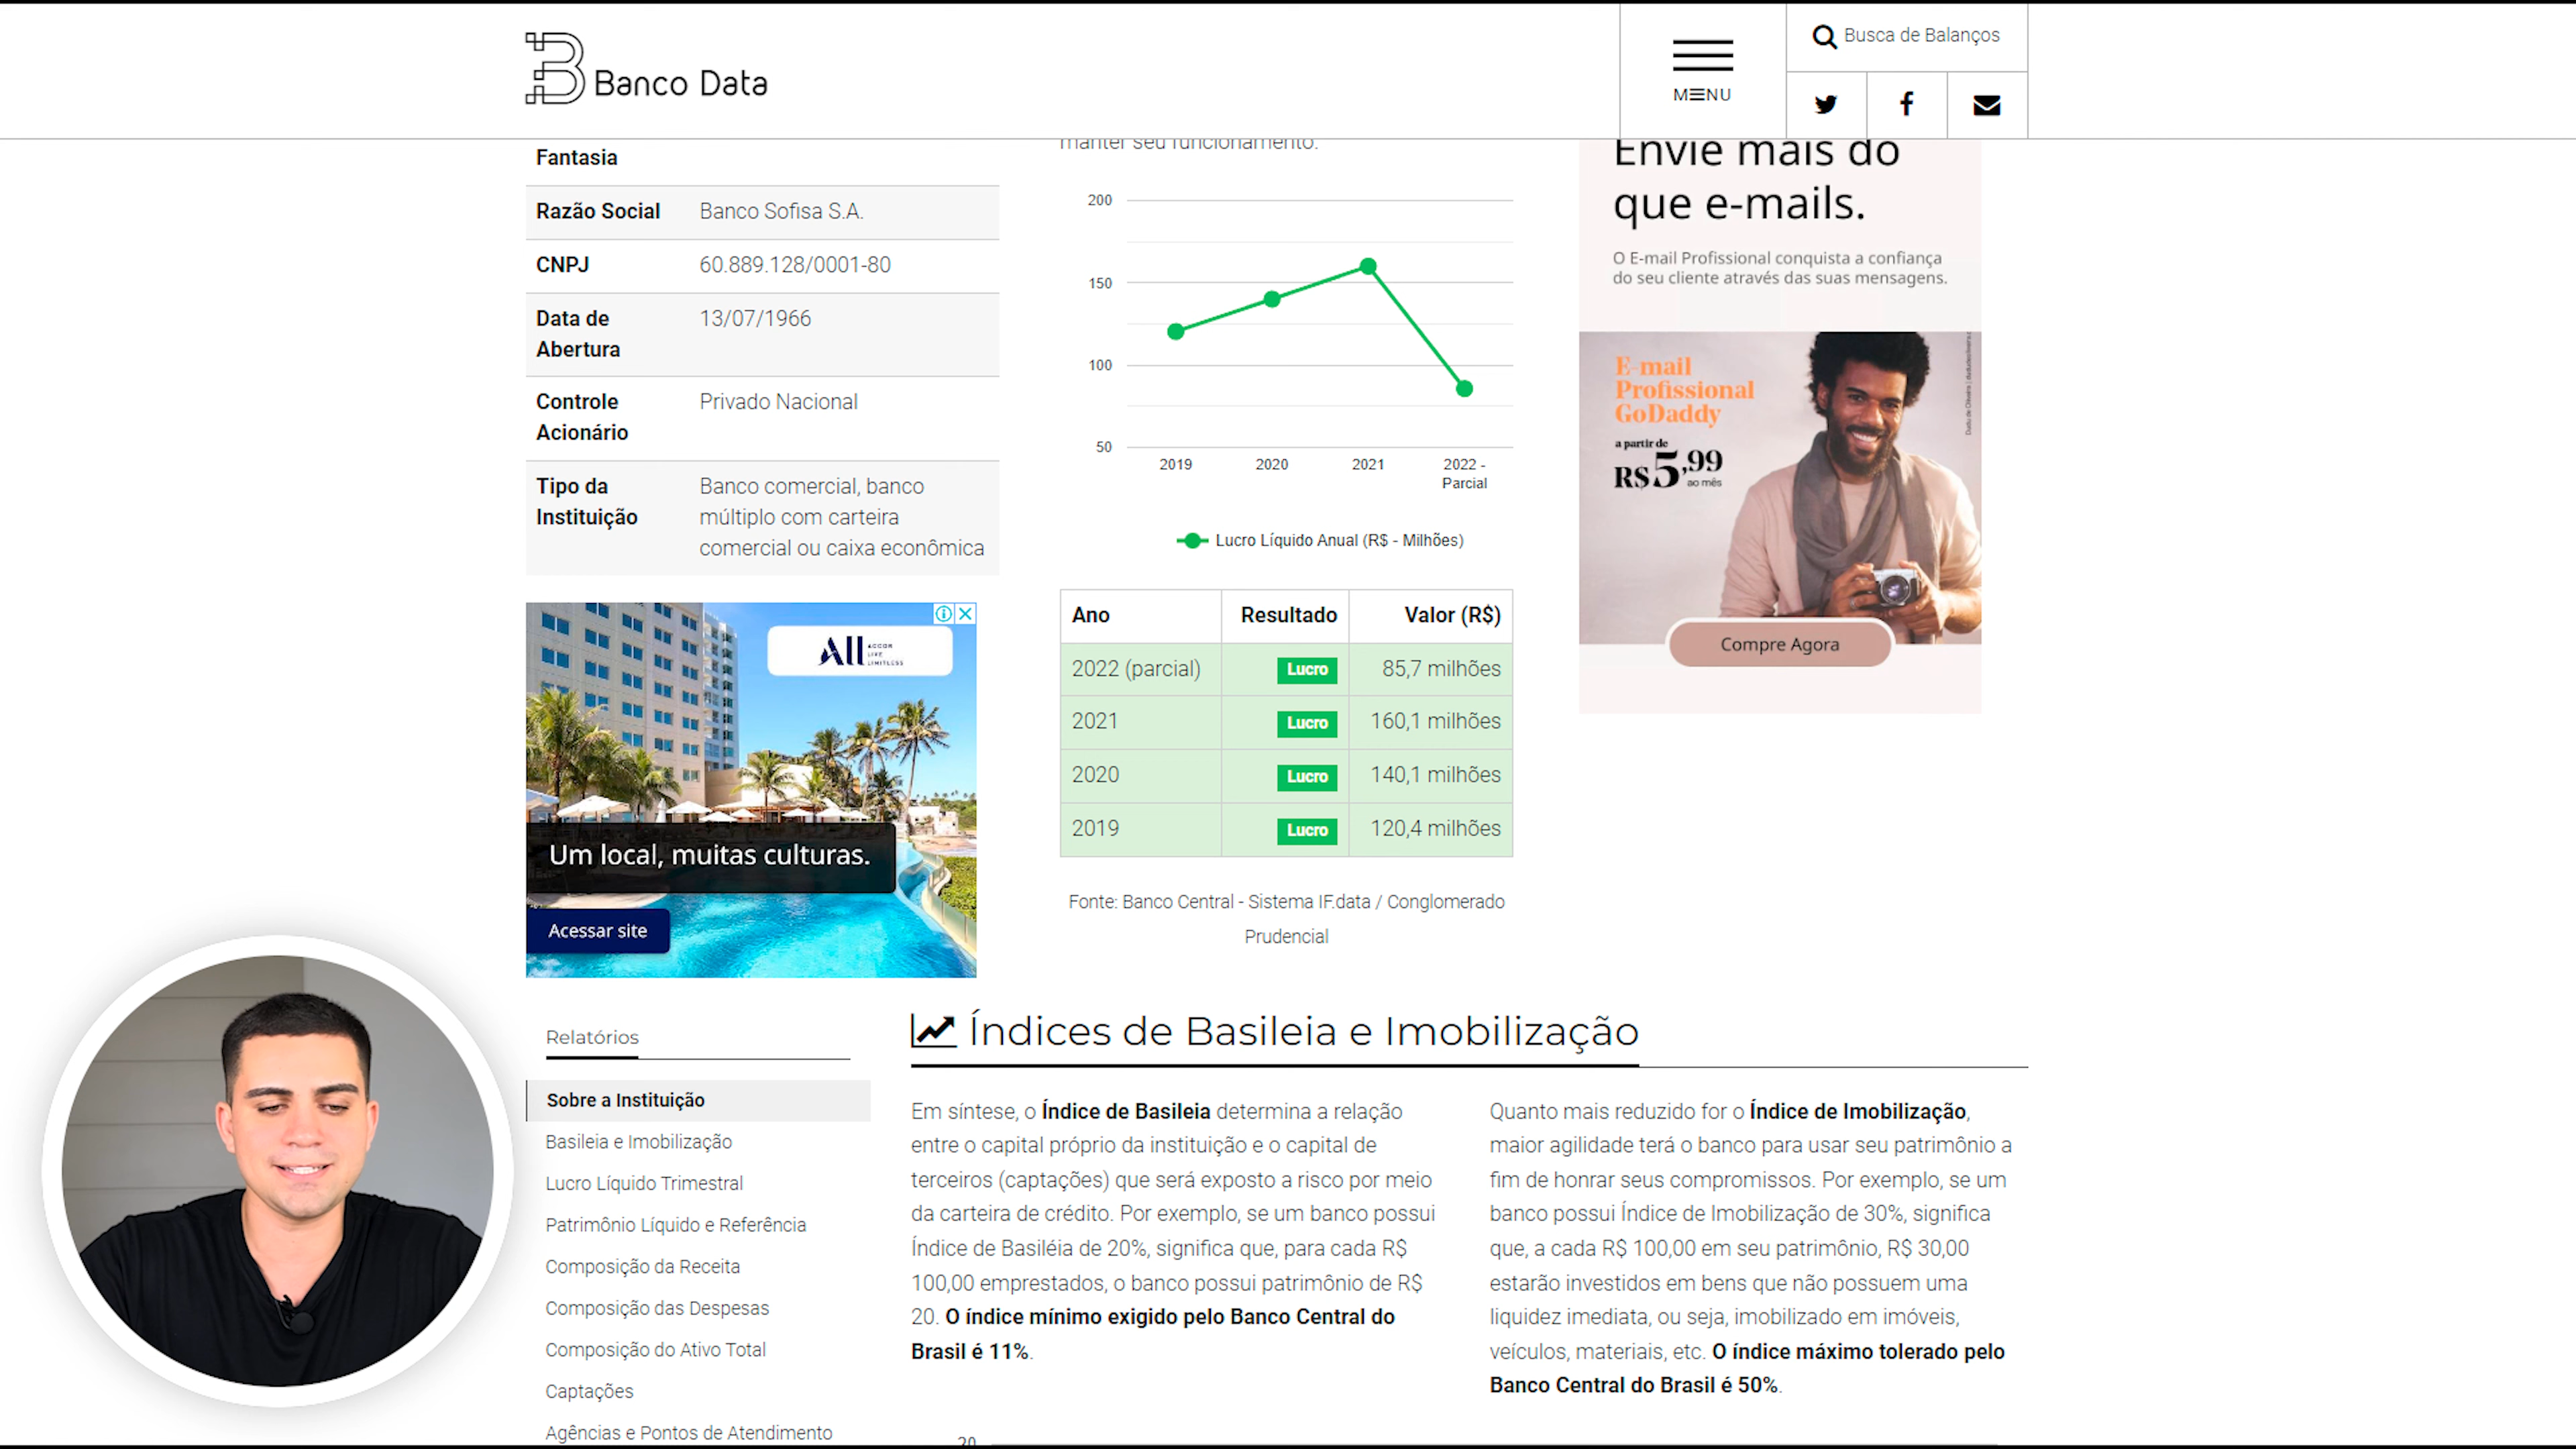 Banco Data
MENU
Busca de Balanços
Fantasia
Razão Social Banco Sofisa S.A.
CNPJ 60.889.128/0001-80
Data de Abertura 13/07/1966
Controle Acionário Privado Nacional
Tipo da Instituição Banco comercial, banco
múltiplo com carteira
comercial ou caixa econômica
All ACCOR LIVE LIMITLESS
Um local, muitas culturas.
Acessar site
manter seu funcionamento.
200
150
100
50
2019 2020 2021 2022 - Parcial
Lucro Líquido Anual (R$ - Milhões)
Ano Resultado Valor (R$)
2022 (parcial) Lucro 85,7 milhões
2021 Lucro 160,1 milhões
2020 Lucro 140,1 milhões
2019 Lucro 120,4 milhões
Fonte: Banco Central - Sistema IF.data / Conglomerado
Prudencial
Envie mais do
que e-mails.
O E-mail Profissional conquista a confiança
do seu cliente através das suas mensagens.
E-mail
Profissional
GoDaddy
a partir de
R$ 5,99
ao mês
Compre Agora
Relatórios
Sobre a Instituição
Basileia e Imobilização
Lucro Líquido Trimestral
Patrimônio Líquido e Referência
Composição da Receita
Composição das Despesas
Composição do Ativo Total
Captações
Agências e Pontos de Atendimento
Índices de Basileia e Imobilização
Em síntese, o Índice de Basileia determina a relação
entre o capital próprio da instituição e o capital de
terceiros (captações) que será exposto a risco por meio
da carteira de crédito. Por exemplo, se um banco possui
Índice de Basiléia de 20%, significa que, para cada R$
100,00 emprestados, o banco possui patrimônio de R$
20. O índice mínimo exigido pelo Banco Central do
Brasil é 11%.
Quanto mais reduzido for o Índice de Imobilização,
maior agilidade terá o banco para usar seu patrimônio a
fim de honrar seus compromissos. Por exemplo, se um
banco possui Índice de Imobilização de 30%, significa
que, a cada R$ 100,00 em seu patrimônio, R$ 30,00
estarão investidos em bens que não possuem uma
liquidez imediata, ou seja, imobilizado em imóveis,
veículos, materiais, etc. O índice máximo tolerado pelo
Banco Central do Brasil é 50%.
20